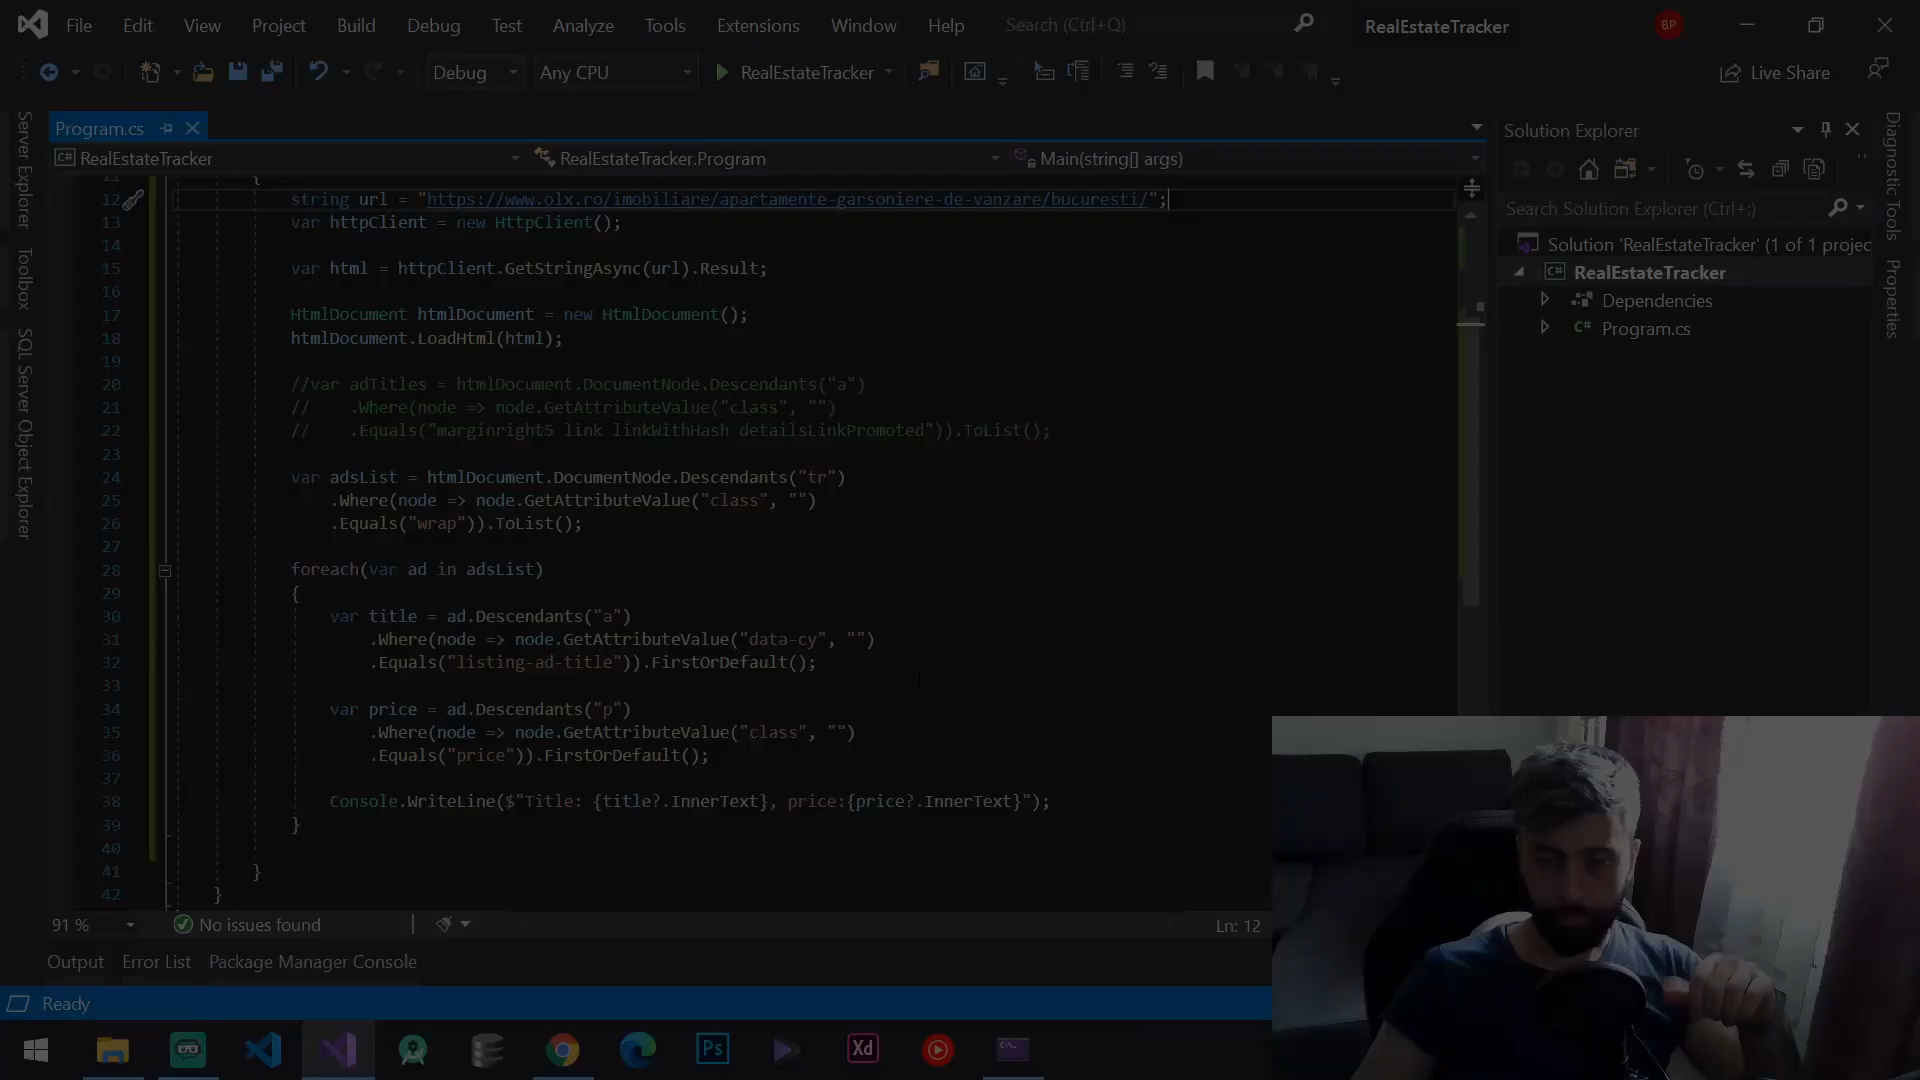 File Edit View Project Build Debug Test Analyze Tools Extensions Window Help Search (Ctrl+Q) RealEstateTracker BP
Debug Any CPU RealEstateTracker Live Share
Server Explorer
Toolbox
SQL Server Object Explorer
Program.cs
RealEstateTracker RealEstateTracker.Program Main(string[] args)
11 {
12 string url = "https://www.olx.ro/imobiliare/apartamente-garsoniere-de-vanzare/bucuresti/";
13 var httpClient = new HttpClient();
14
15 var html = httpClient.GetStringAsync(url).Result;
16
17 HtmlDocument htmlDocument = new HtmlDocument();
18 htmlDocument.LoadHtml(html);
19
20 //var adTitles = htmlDocument.DocumentNode.Descendants("a")
21 // .Where(node => node.GetAttributeValue("class", "")
22 // .Equals("marginright5 link linkWithHash detailsLinkPromoted")).ToList();
23
24 var adsList = htmlDocument.DocumentNode.Descendants("tr")
25 .Where(node => node.GetAttributeValue("class", "")
26 .Equals("wrap")).ToList();
27
28 foreach(var ad in adsList)
29 {
30 var title = ad.Descendants("a")
31 .Where(node => node.GetAttributeValue("data-cy", "")
32 .Equals("listing-ad-title")).FirstOrDefault();
33
34 var price = ad.Descendants("p")
35 .Where(node => node.GetAttributeValue("class", "")
36 .Equals("price")).FirstOrDefault();
37
38 Console.WriteLine($"Title: {title?.InnerText}, price:{price?.InnerText}");
39 }
40
41 }
42 }
91 % No issues found Ln: 12
Output Error List Package Manager Console
Ready
Solution Explorer
Search Solution Explorer (Ctrl+;)
Solution 'RealEstateTracker' (1 of 1 projec
C# RealEstateTracker
Dependencies
C# Program.cs
Diagnostic Tools
Properties
Ps
Xd